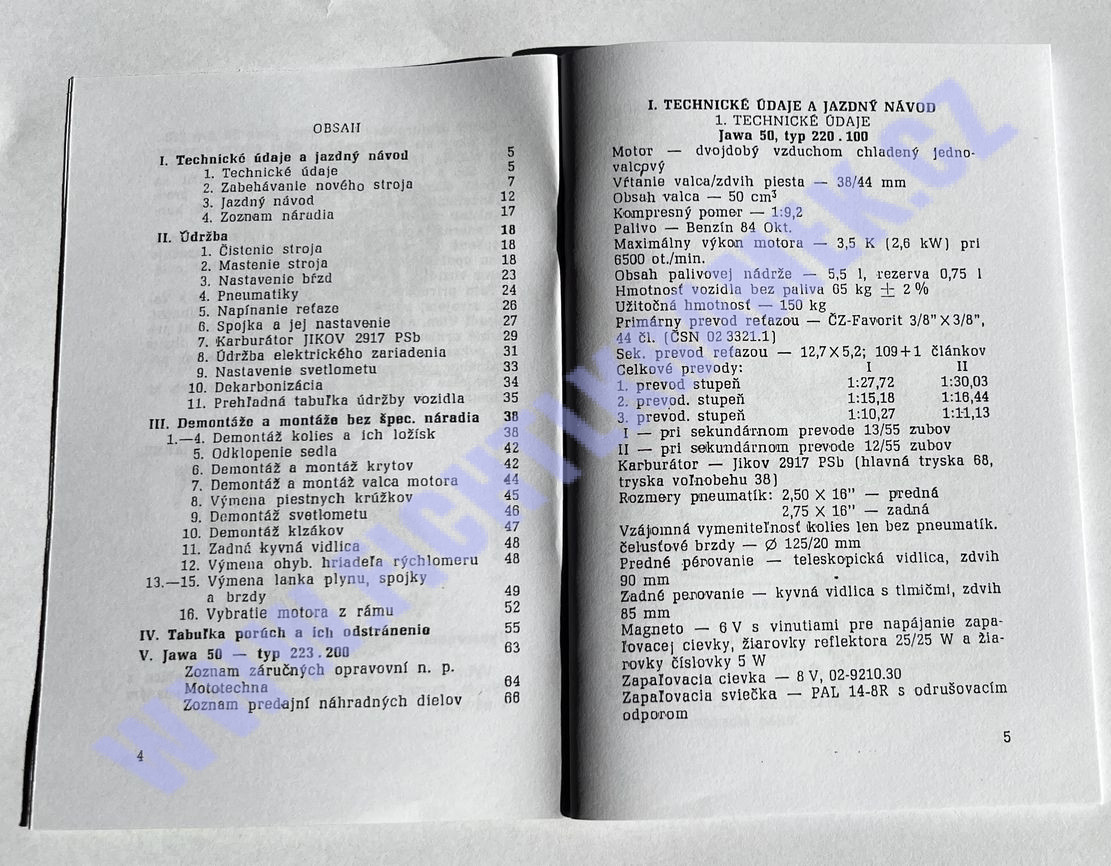 OBSAH
I. Technické údaje a jazdný návod 5
1. Technické údaje 5
2. Zabehávanie nového stroja 7
3. Jazdný návod 12
4. Zoznam náradia 17
II. Údržba 18
1. Čistenie stroja 18
2. Mastenie stroja 18
3. Nastavenie bŕzd 23
4. Pneumatiky 24
5. Napínanie reťaze 26
6. Spojka a jej nastavenie 27
7. Karburátor JIKOV 2917 PSb 29
8. Údržba elektrického zariadenia 31
9. Nastavenie svetlometu 33
10. Dekarbonizácia 34
11. Prehľadná tabuľka údržby vozidla 35
III. Demontáže a montáže bez špec. náradia 38
1.—4. Demontáž kolies a ich ložísk 38
5. Odklopenie sedla 42
6. Demontáž a montáž krytov 42
7. Demontáž a montáž valca motora 44
8. Výmena piestnych krúžkov 45
9. Demontáž svetlometu 46
10. Demontáž klzákov 47
11. Zadná kyvná vidlica 48
12. Výmena ohyb. hriadeľa rýchlomeru 48
13.—15. Výmena lanka plynu, spojky
a brzdy 49
16. Vybratie motora z rámu 52
IV. Tabuľka porúch a ich odstránenie 55
V. Jawa 50 — typ 223.200 63
Zoznam záručných opravovní n. p.
Mototechna 64
Zoznam predajní náhradných dielov 66
4
I. TECHNICKÉ ÚDAJE A JAZDNÝ NÁVOD
1. TECHNICKÉ ÚDAJE
Jawa 50, typ 220.100
Motor — dvojdobý vzduchom chladený jedno-
valcový
Vŕtanie valca/zdvih piesta — 38/44 mm
Obsah valca — 50 cm³
Kompresný pomer — 1:9,2
Palivo — Benzín 84 Okt.
Maximálny výkon motora — 3,5 K (2,6 kW) pri
6500 ot./min.
Obsah palivovej nádrže — 5,5 l, rezerva 0,75 l
Hmotnosť vozidla bez paliva 65 kg ± 2 %
Užitočná hmotnosť — 150 kg
Primárny prevod reťazou — ČZ-Favorit 3/8" × 3/8",
44 čl. (ČSN 02 3321.1)
Sek. prevod reťazou — 12,7 × 5,2; 109+1 článkov
Celkové prevody: I II
1. prevod stupeň 1:27,72 1:30,03
2. prevod. stupeň 1:15,18 1:16,44
3. prevod. stupeň 1:10,27 1:11,13
I — pri sekundárnom prevode 13/55 zubov
II — pri sekundárnom prevode 12/55 zubov
Karburátor — Jikov 2917 PSb (hlavná tryska 68,
tryska voľnobehu 38)
Rozmery pneumatík: 2,50 × 16" — predná
2,75 × 16" — zadná
Vzájomná vymeniteľnosť kolies len bez pneumatík.
čelusťové brzdy — Ø 125/20 mm
Predné pérovanie — teleskopická vidlica, zdvih
90 mm
Zadné perovanie — kyvná vidlica s tlmičmi, zdvih
85 mm
Magneto — 6 V s vinutiami pre napájanie zapa-
ľovacej cievky, žiarovky reflektora 25/25 W a žia-
rovky číslovky 5 W
Zapaľovacia cievka — 8 V, 02-9210.30
Zapaľovacia sviečka — PAL 14-8R s odrušovacím
odporom
5